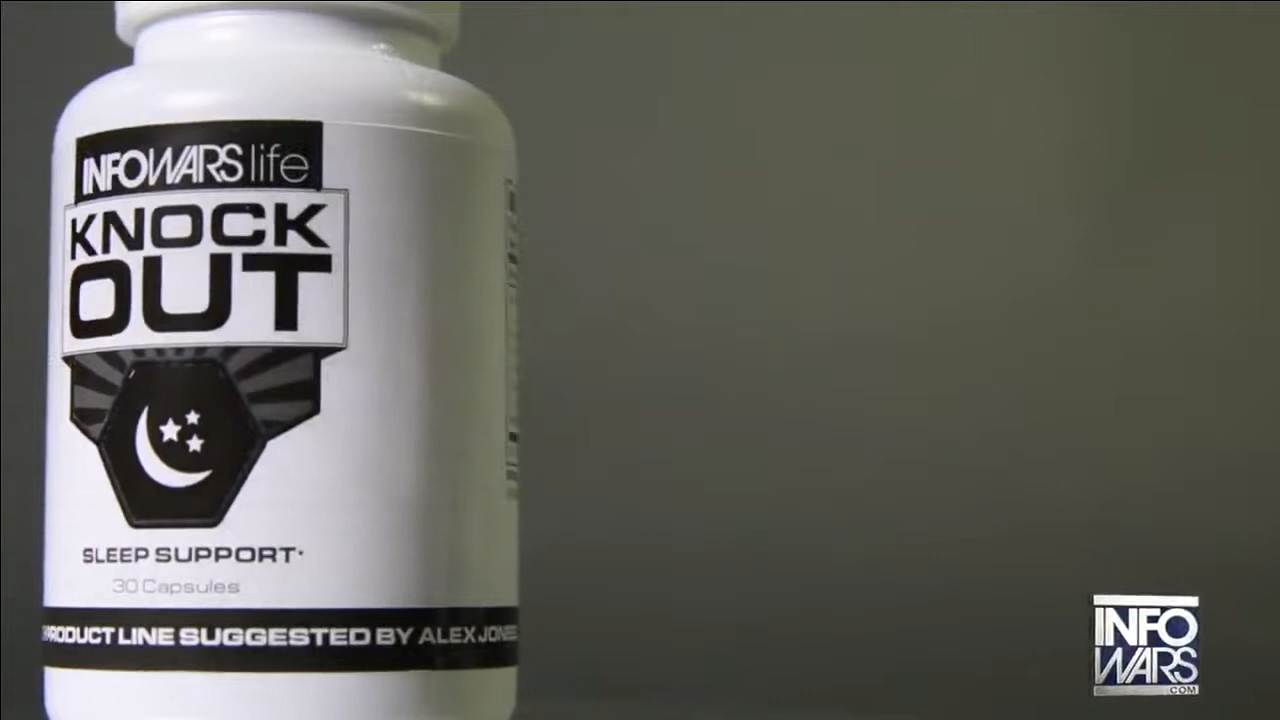 INFOWARS life
KNOCK
OUT
SLEEP SUPPORT*
30 Capsules
PRODUCT LINE SUGGESTED BY ALEX JONES
INFO
WARS
.COM